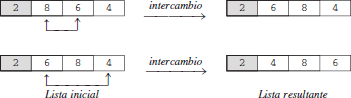 2 8 6 4 intercambio 2 6 8 4
2 6 8 4 intercambio 2 4 8 6
Lista inicial Lista resultante